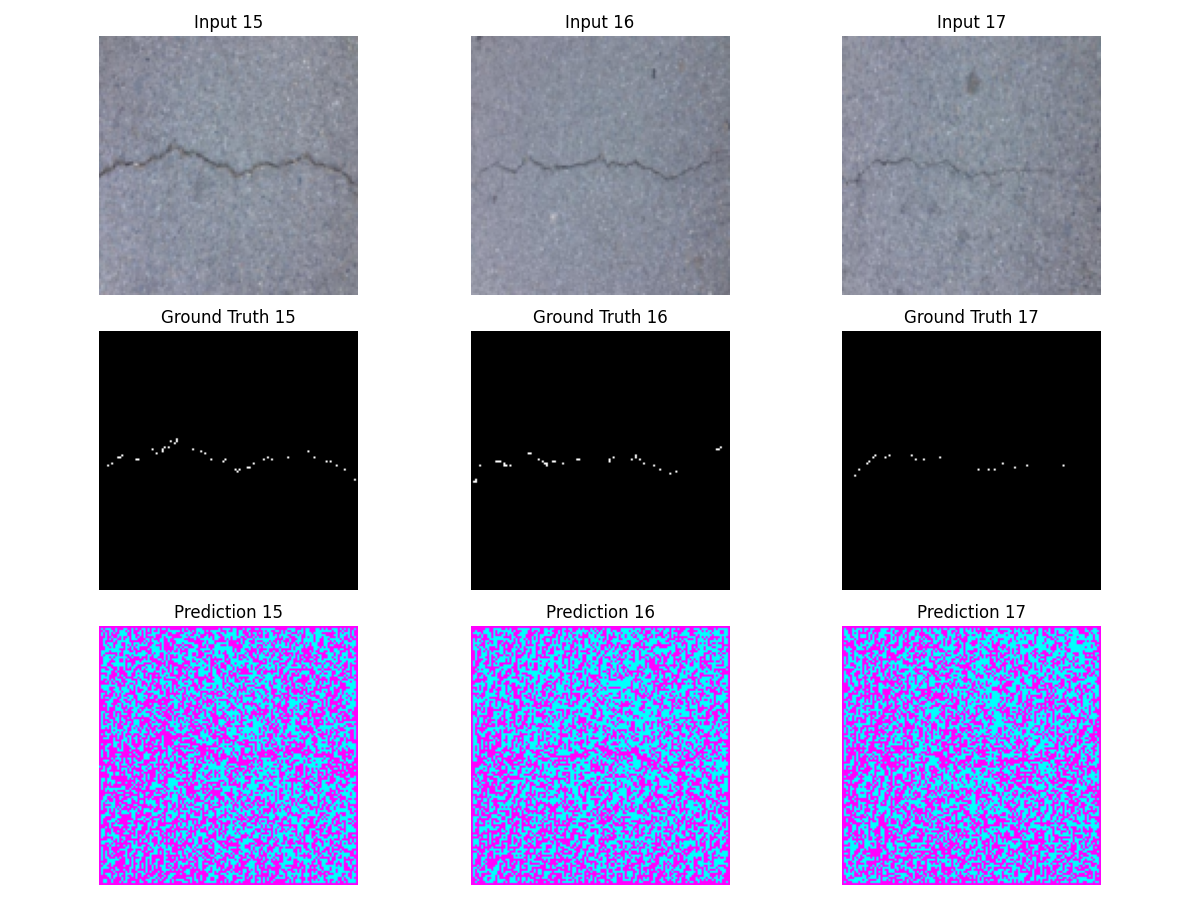 Input 15
Input 16
Input 17
Ground Truth 15
Ground Truth 16
Ground Truth 17
Prediction 15
Prediction 16
Prediction 17